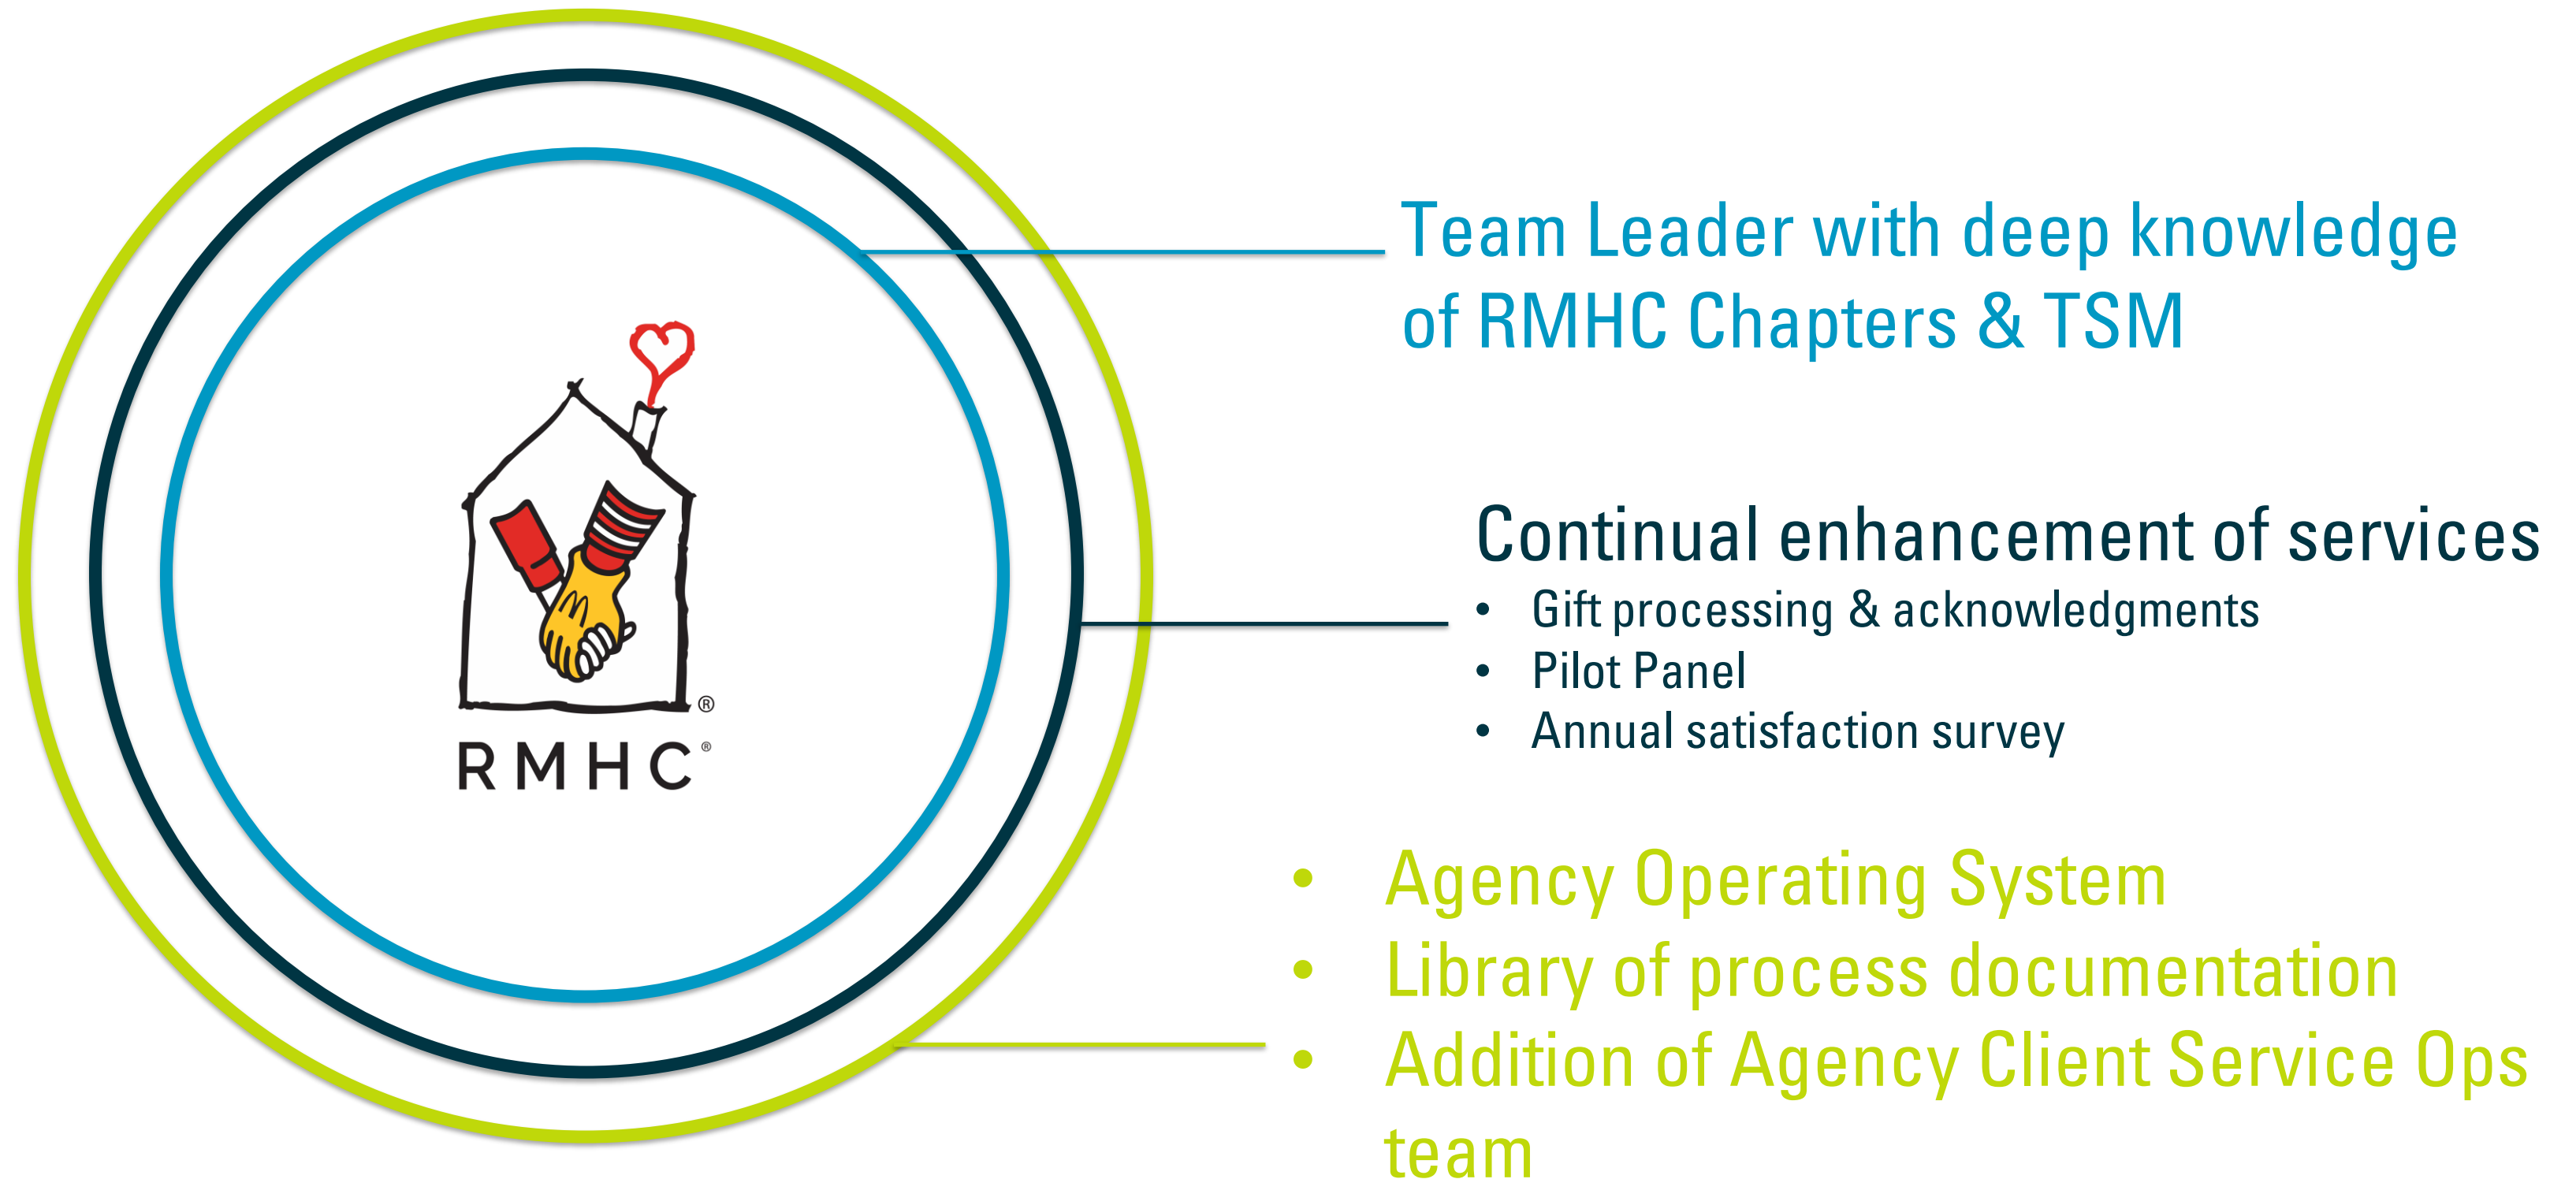 Team Leader with deep knowledge
of RMHC Chapters & TSM
®
RMHC®
Continual enhancement of services
• Gift processing & acknowledgments
• Pilot Panel
• Annual satisfaction survey
• Agency Operating System
• Library of process documentation
• Addition of Agency Client Service Ops
team